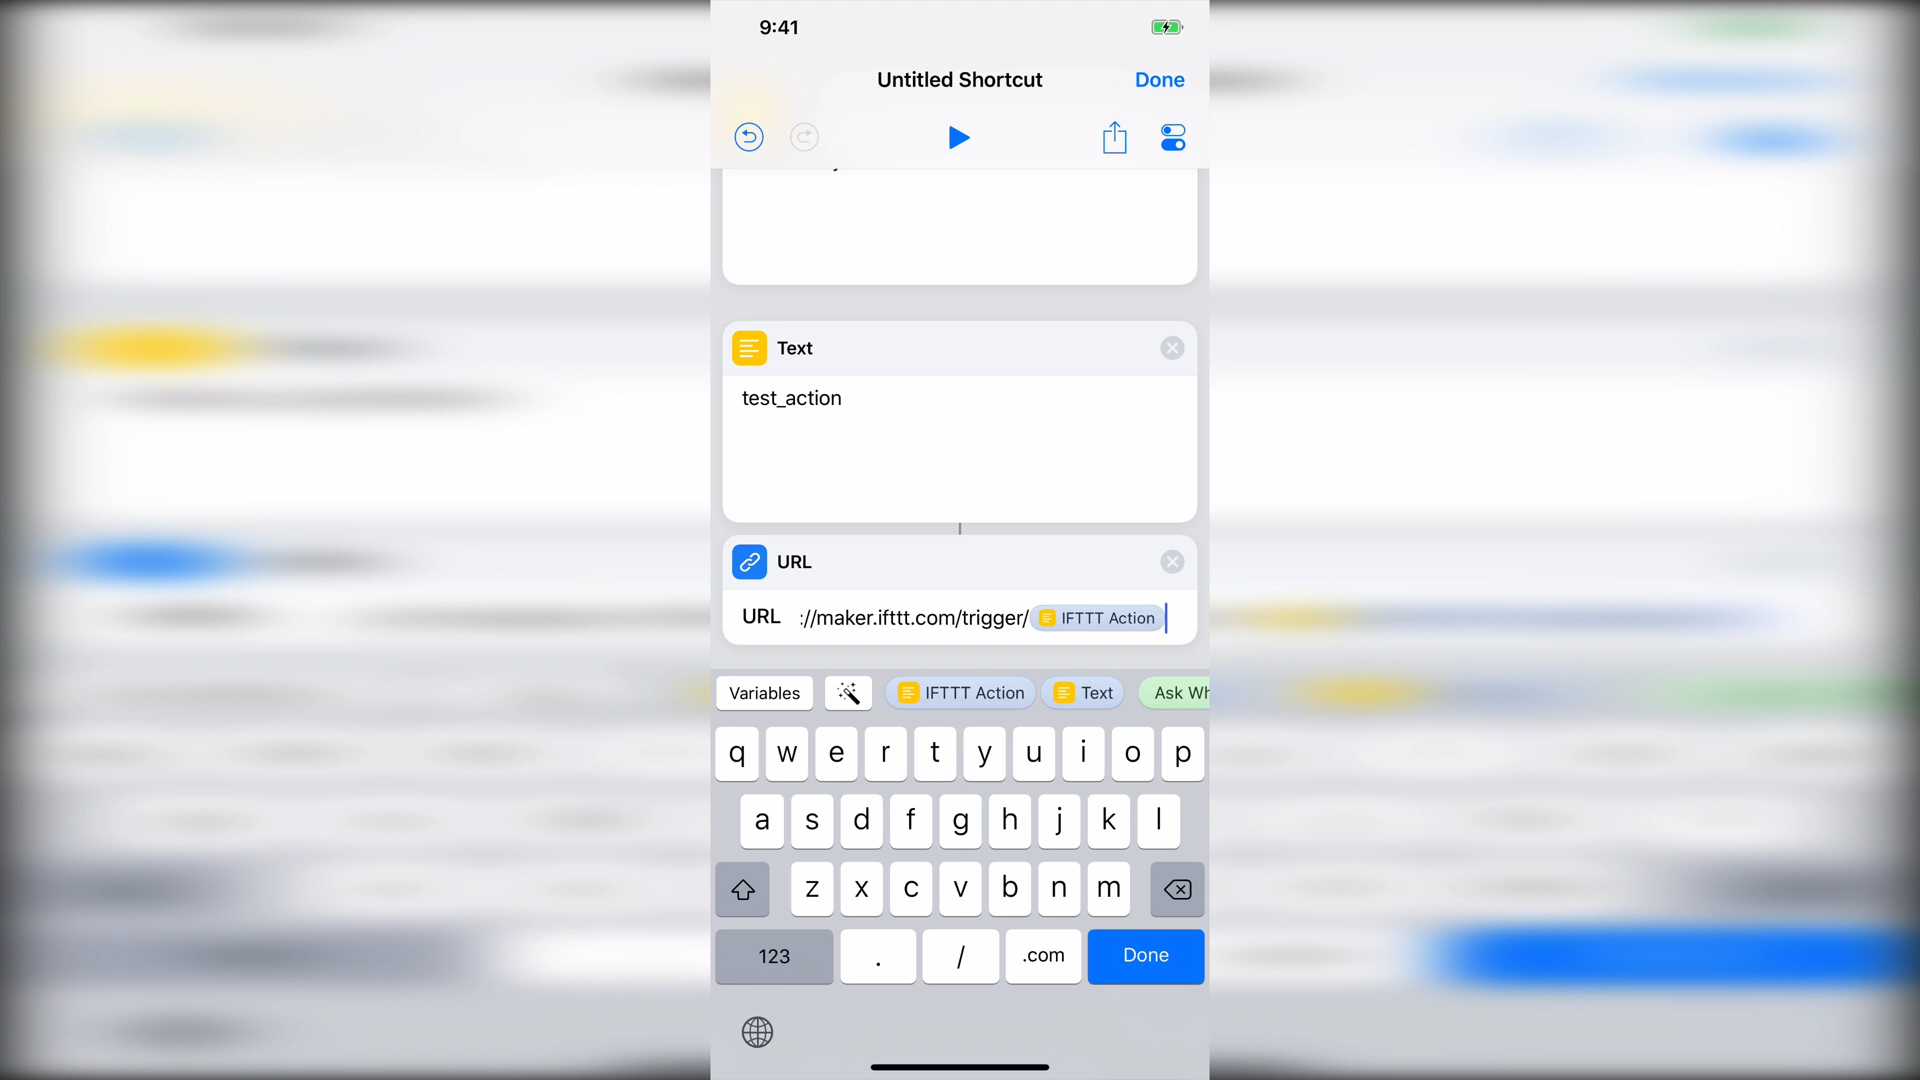 9:41
Untitled Shortcut
Done
Text
test_action
URL
URL ://maker.ifttt.com/trigger/ IFTTT Action
Variables IFTTT Action Text Ask Wh
q w e r t y u i o p
a s d f g h j k l
z x c v b n m
123 . / .com Done